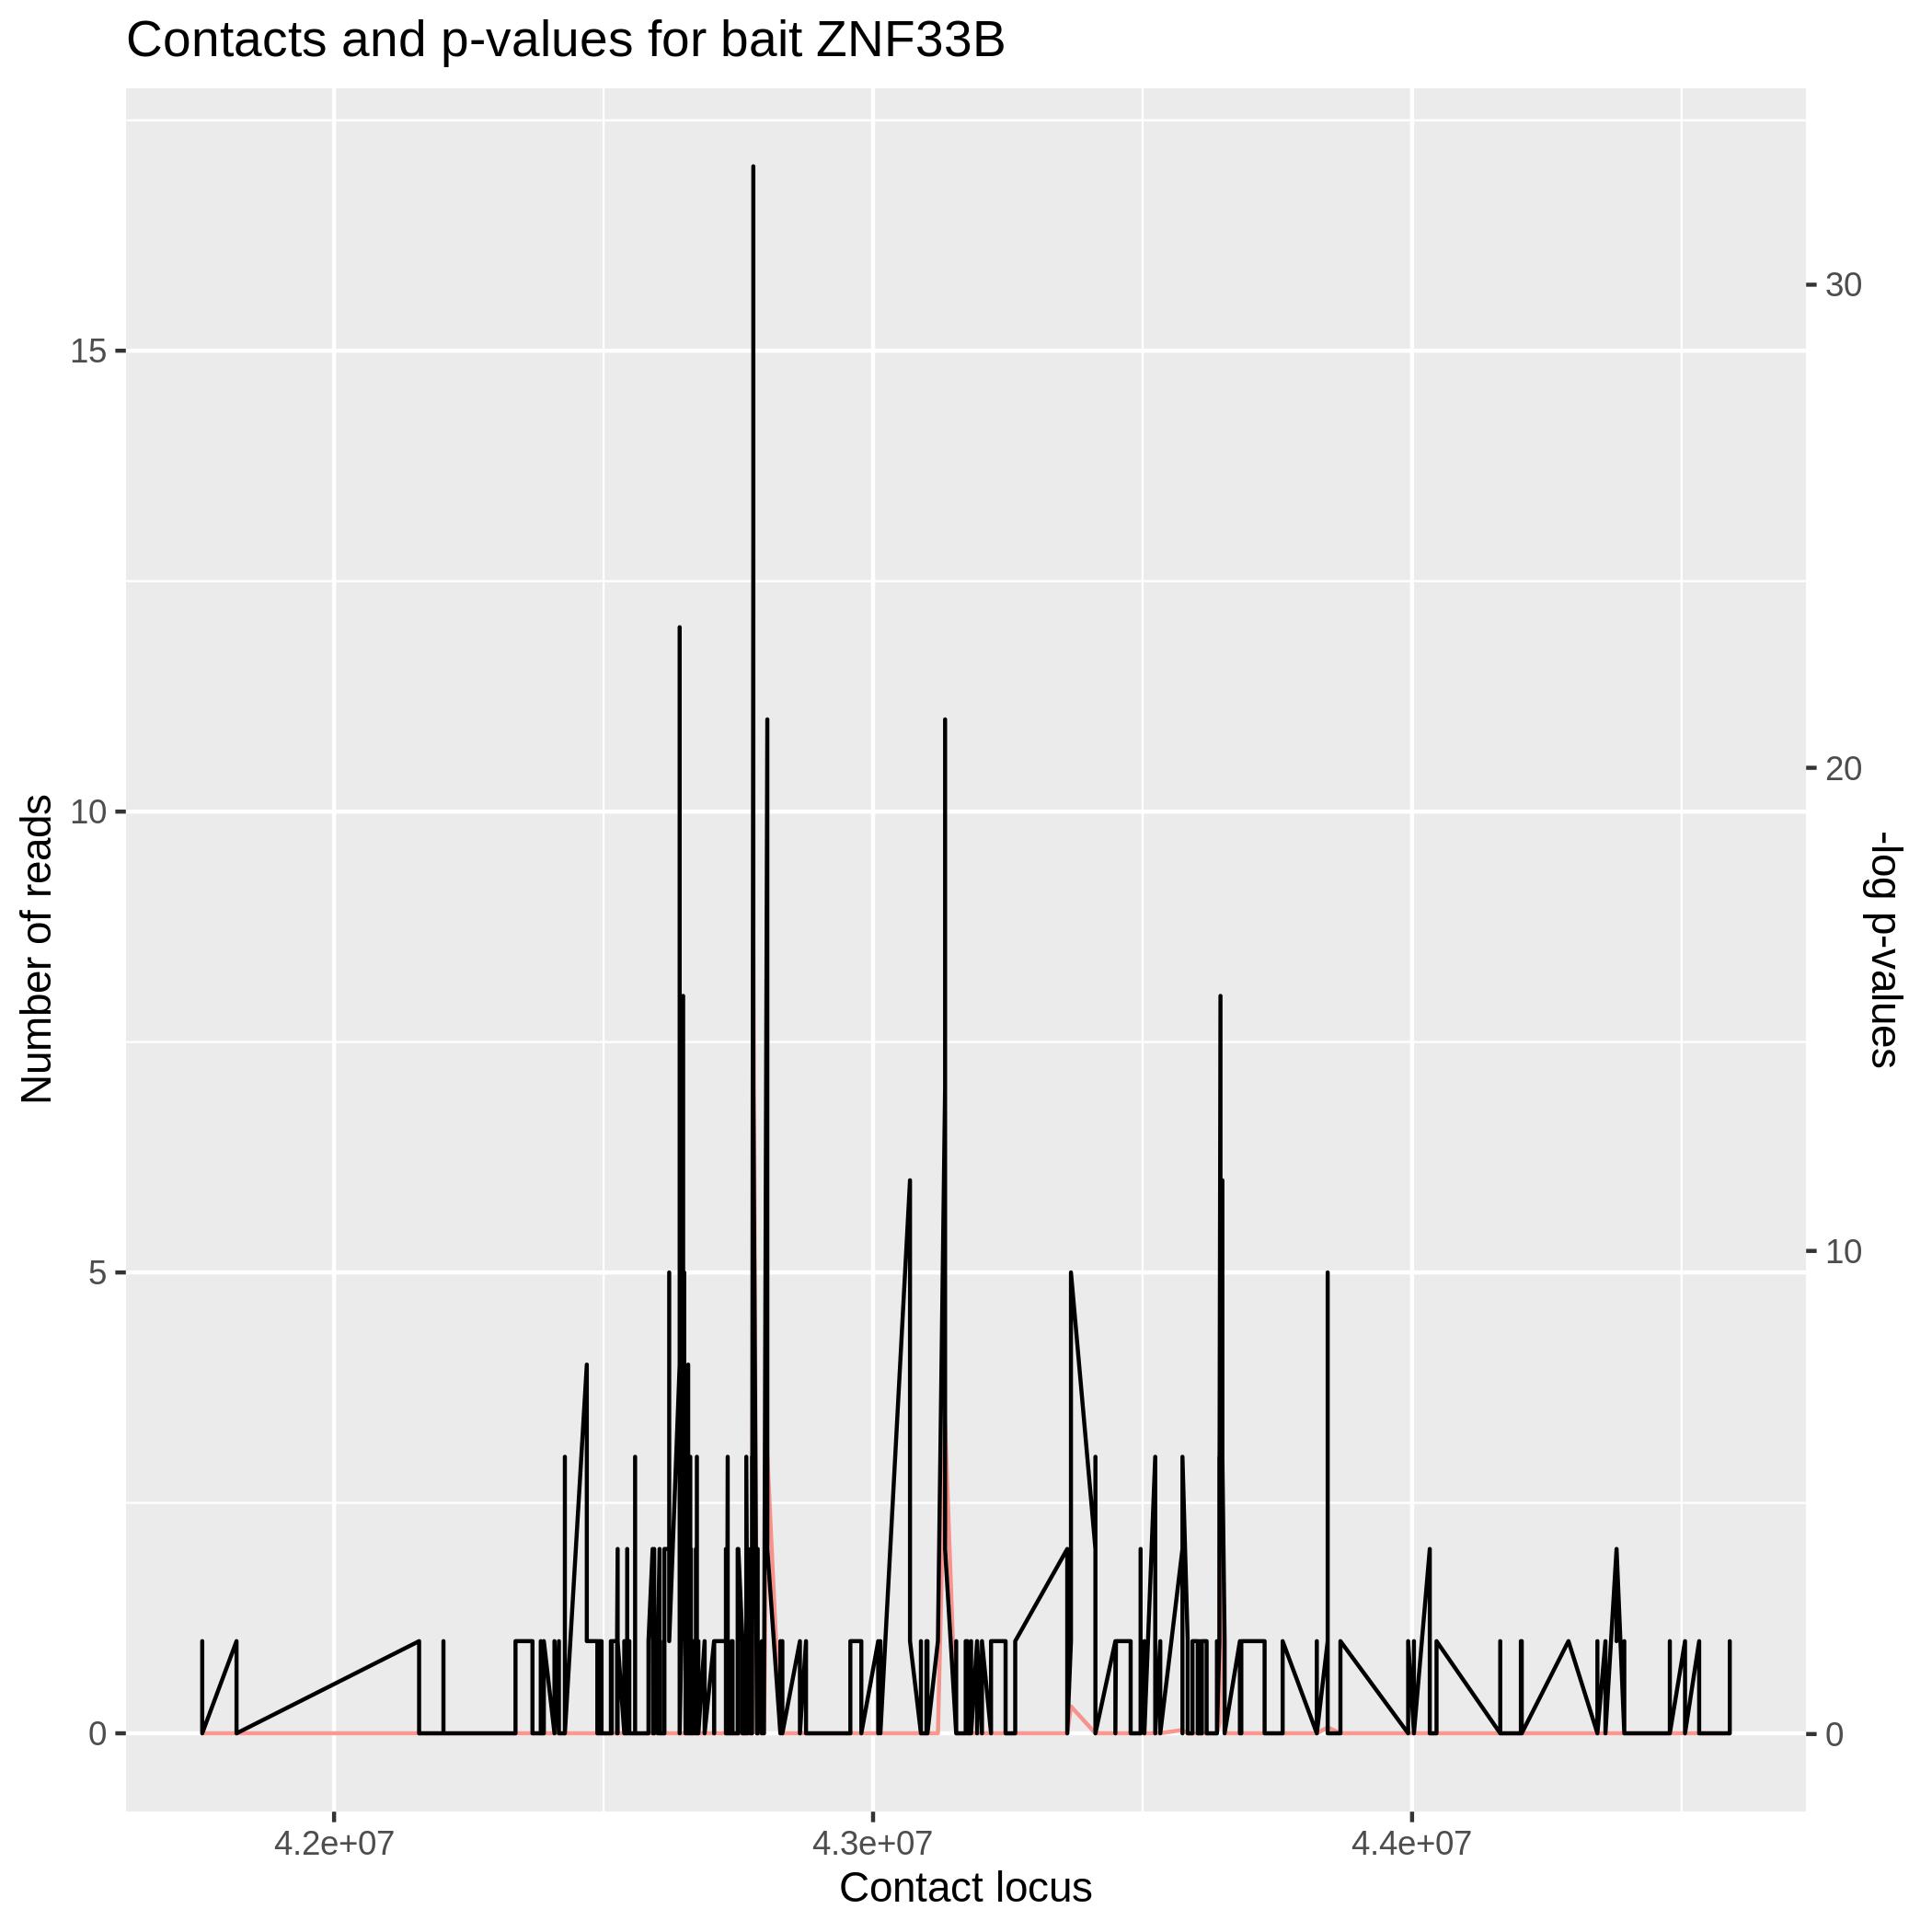 Contacts and p-values for bait ZNF33B
15
10
5
0
30
20
10
0
Number of reads
-log p-values
4.2e+07
4.3e+07
4.4e+07
Contact locus